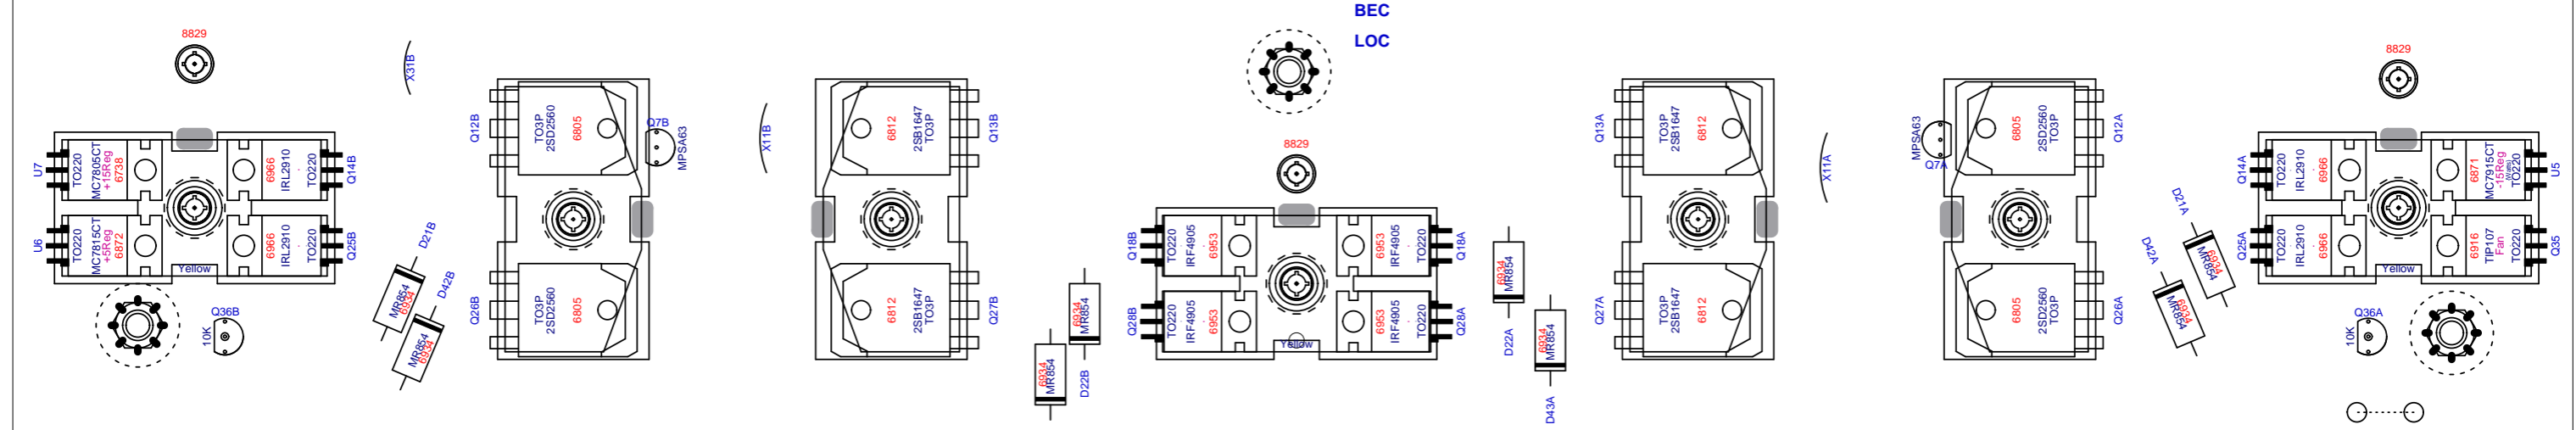 BEC
LOC
8829
X31B
U7
TO220
MC7805CT
+15Reg
6738
6966
IRL2910
TO220
Q14B
U6
TO220
MC7815CT
+5Reg
6872
6966
IRL2910
TO220
Q25B
Yellow
Q36B
10K
D21B
MR854
6934
D42B
MR854
6934
Q12B
TO3P
2SD2560
6805
Q7B
MPSA63
Q26B
TO3P
2SD2560
6805
X11B
6812
2SB1647
TO3P
Q13B
6812
2SB1647
TO3P
Q27B
6934
MR854
D22B
6934
MR854
8829
Q18B
TO220
IRF4905
6953
6953
IRF4905
TO220
Q18A
Q28B
TO220
IRF4905
6953
6953
IRF4905
TO220
Q28A
Yellow
6934
MR854
D22A
6934
MR854
D43A
Q13A
TO3P
2SB1647
6812
Q27A
TO3P
2SB1647
6812
X11A
MPSA63
Q7A
6805
2SD2560
TO3P
Q12A
6805
2SD2560
TO3P
Q26A
D21A
6934
MR854
D42A
6934
MR854
8829
Q14A
TO220
IRL2910
6966
6871
MC7915CT
-15Reg
TO220
U5
Q25A
TO220
IRL2910
6966
6916
TIP107
Fan
TO220
Q35
Yellow
Q36A
10K